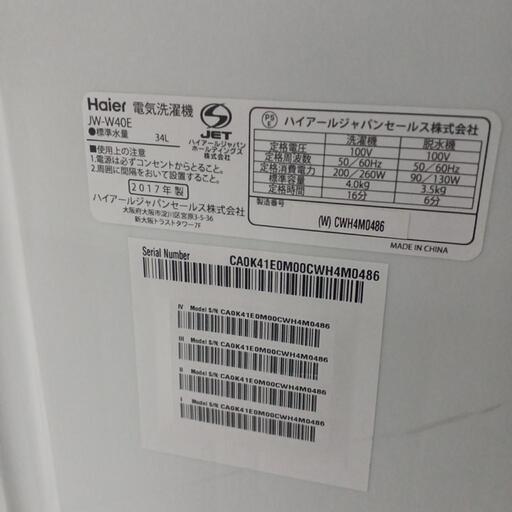 Haier 電気洗濯機
JW-W40E
●標準水量 34L
JET
ハイアールジャパン
ホールディングス
株式会社
■使用上の注意
1.電源は必ずコンセントからとること。
2.周囲に間隔をおいて設置すること。
2017年製
ハイアールジャパンセールス株式会社
大阪府大阪市淀川区宮原3-5-36
新大阪トラストタワー7F
PS
E
ハイアールジャパンセールス株式会社
洗濯機 脱水機
定格電圧 100V 100V
定格周波数 50/60Hz 50/60Hz
定格消費電力 200/260W 90/130W
標準容量 4.0kg 3.5kg
定格時間 16分 6分
製造番号
(W) CWH4M0486
MADE IN CHINA
Serial Number CA0K41E0M00CWH4M0486
IV Model S/N CA0K41E0M00CWH4M0486
III Model S/N CA0K41E0M00CWH4M0486
II Model S/N CA0K41E0M00CWH4M0486
I Model S/N CA0K41E0M00CWH4M0486